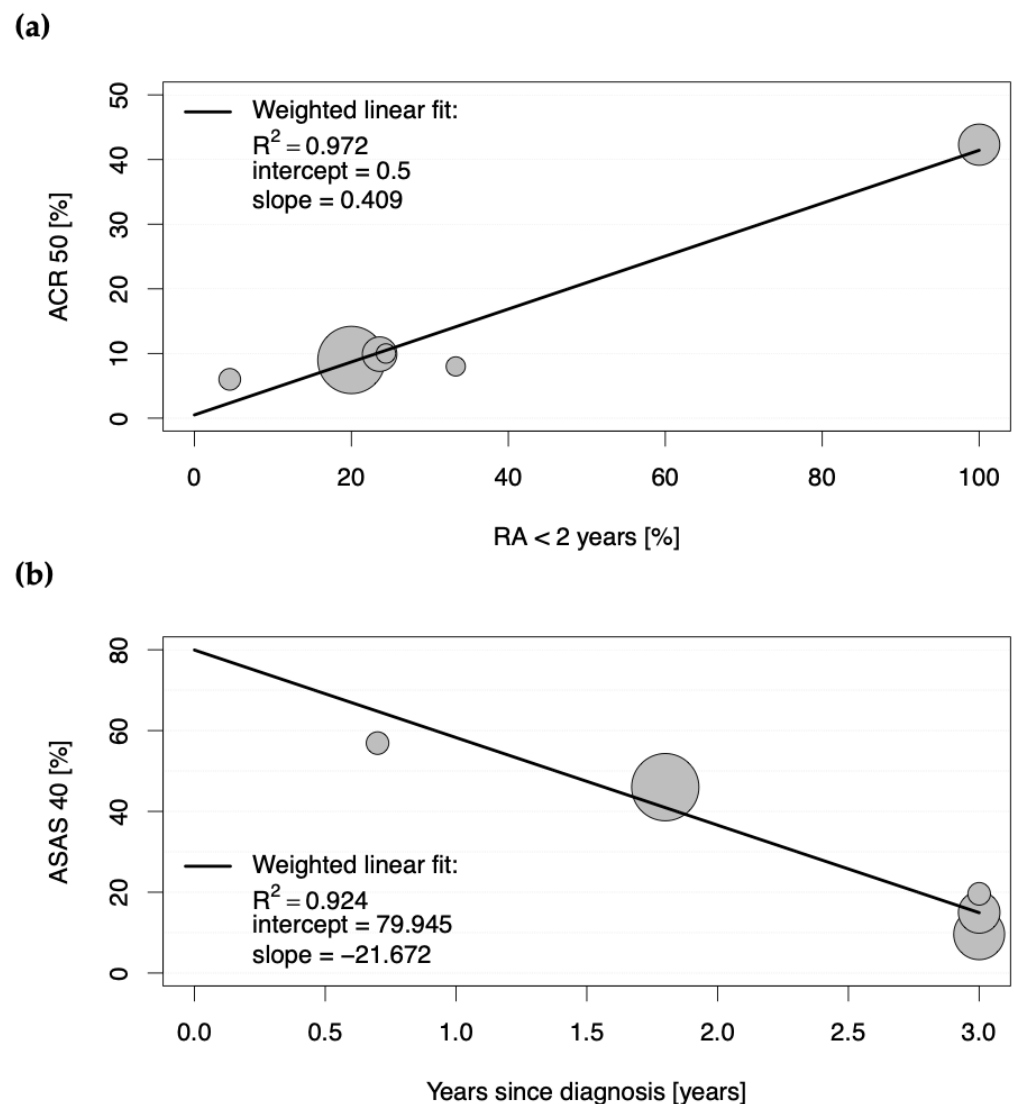 (a)
50
40
30
20
10
0
ACR 50 [%]
Weighted linear fit:
R² = 0.972
intercept = 0.5
slope = 0.409
0 20 40 60 80 100
RA < 2 years [%]
(b)
80
60
40
20
0
ASAS 40 [%]
Weighted linear fit:
R² = 0.924
intercept = 79.945
slope = −21.672
0.0 0.5 1.0 1.5 2.0 2.5 3.0
Years since diagnosis [years]